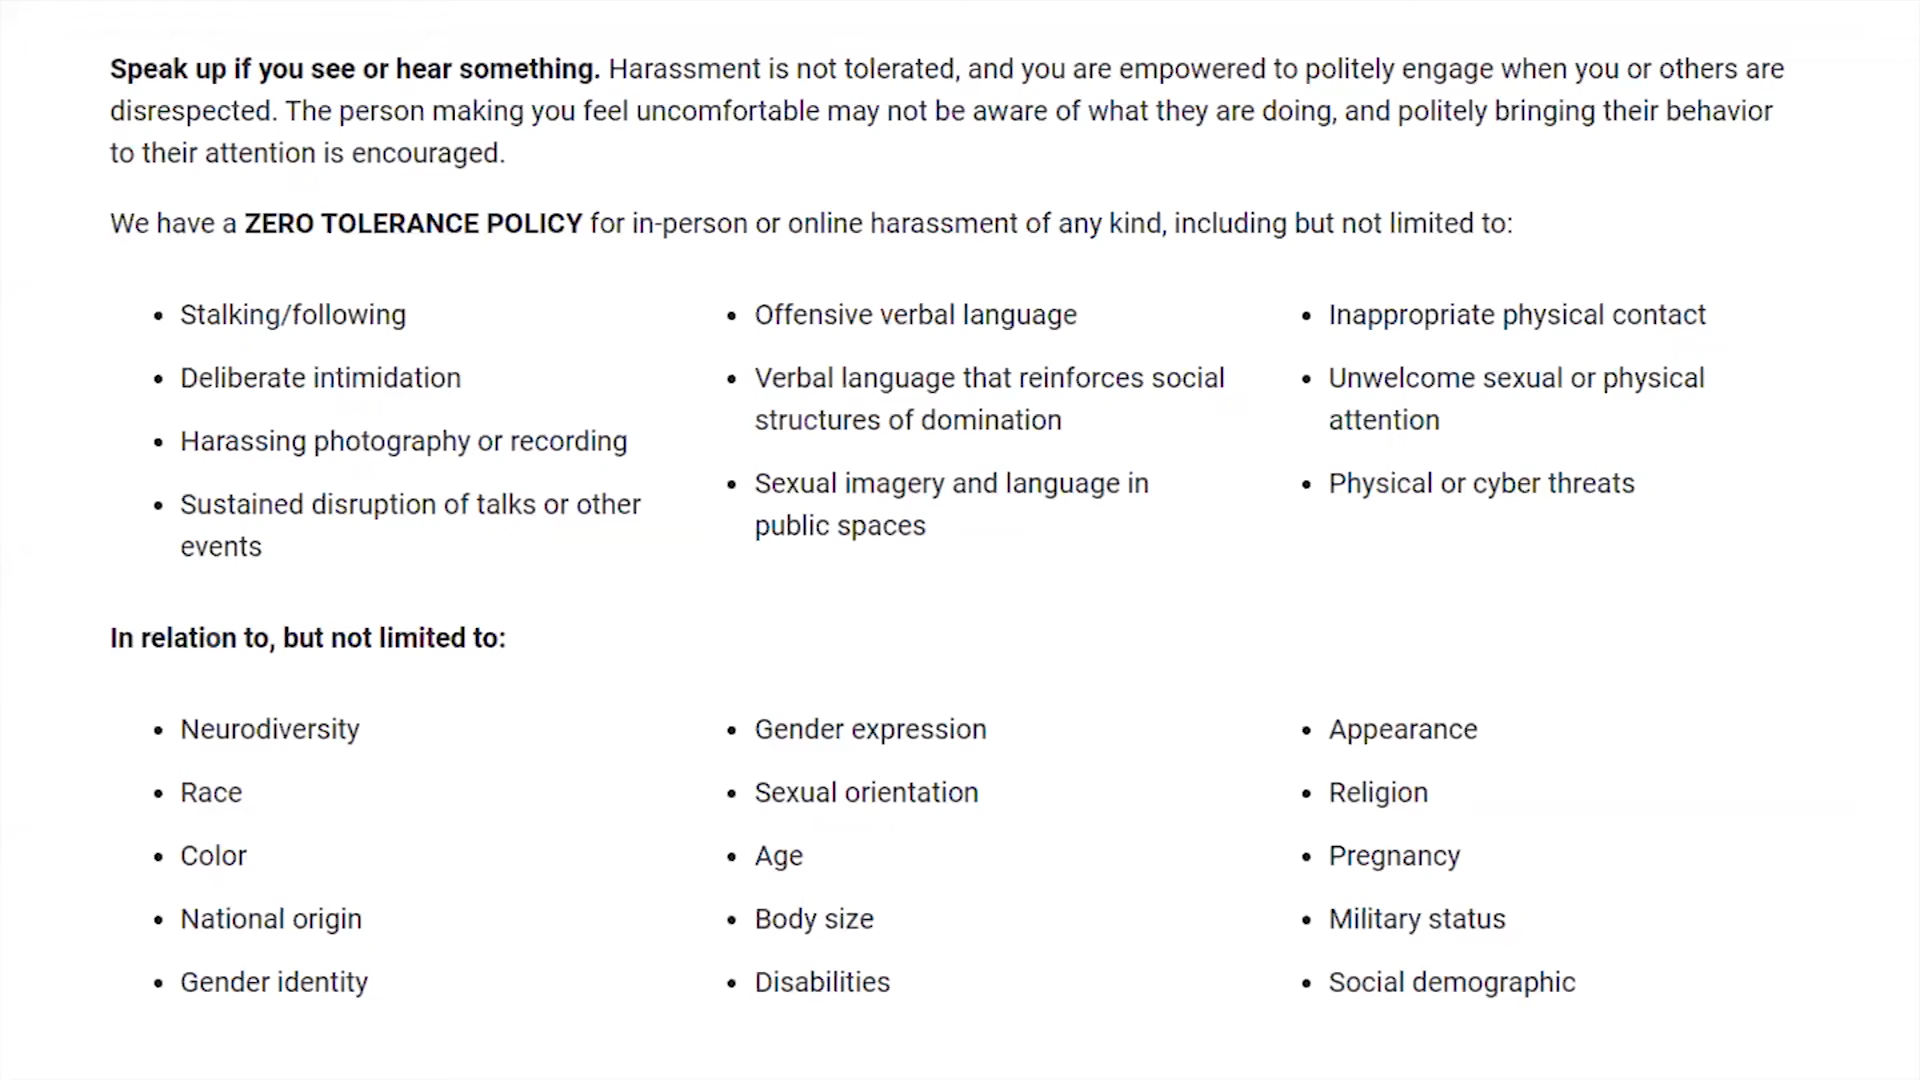 Speak up if you see or hear something. Harassment is not tolerated, and you are empowered to politely engage when you or others are
disrespected. The person making you feel uncomfortable may not be aware of what they are doing, and politely bringing their behavior
to their attention is encouraged.
We have a ZERO TOLERANCE POLICY for in-person or online harassment of any kind, including but not limited to:
• Stalking/following
• Deliberate intimidation
• Harassing photography or recording
• Sustained disruption of talks or other
events
• Offensive verbal language
• Verbal language that reinforces social
structures of domination
• Sexual imagery and language in
public spaces
• Inappropriate physical contact
• Unwelcome sexual or physical
attention
• Physical or cyber threats
In relation to, but not limited to:
• Neurodiversity
• Race
• Color
• National origin
• Gender identity
• Gender expression
• Sexual orientation
• Age
• Body size
• Disabilities
• Appearance
• Religion
• Pregnancy
• Military status
• Social demographic